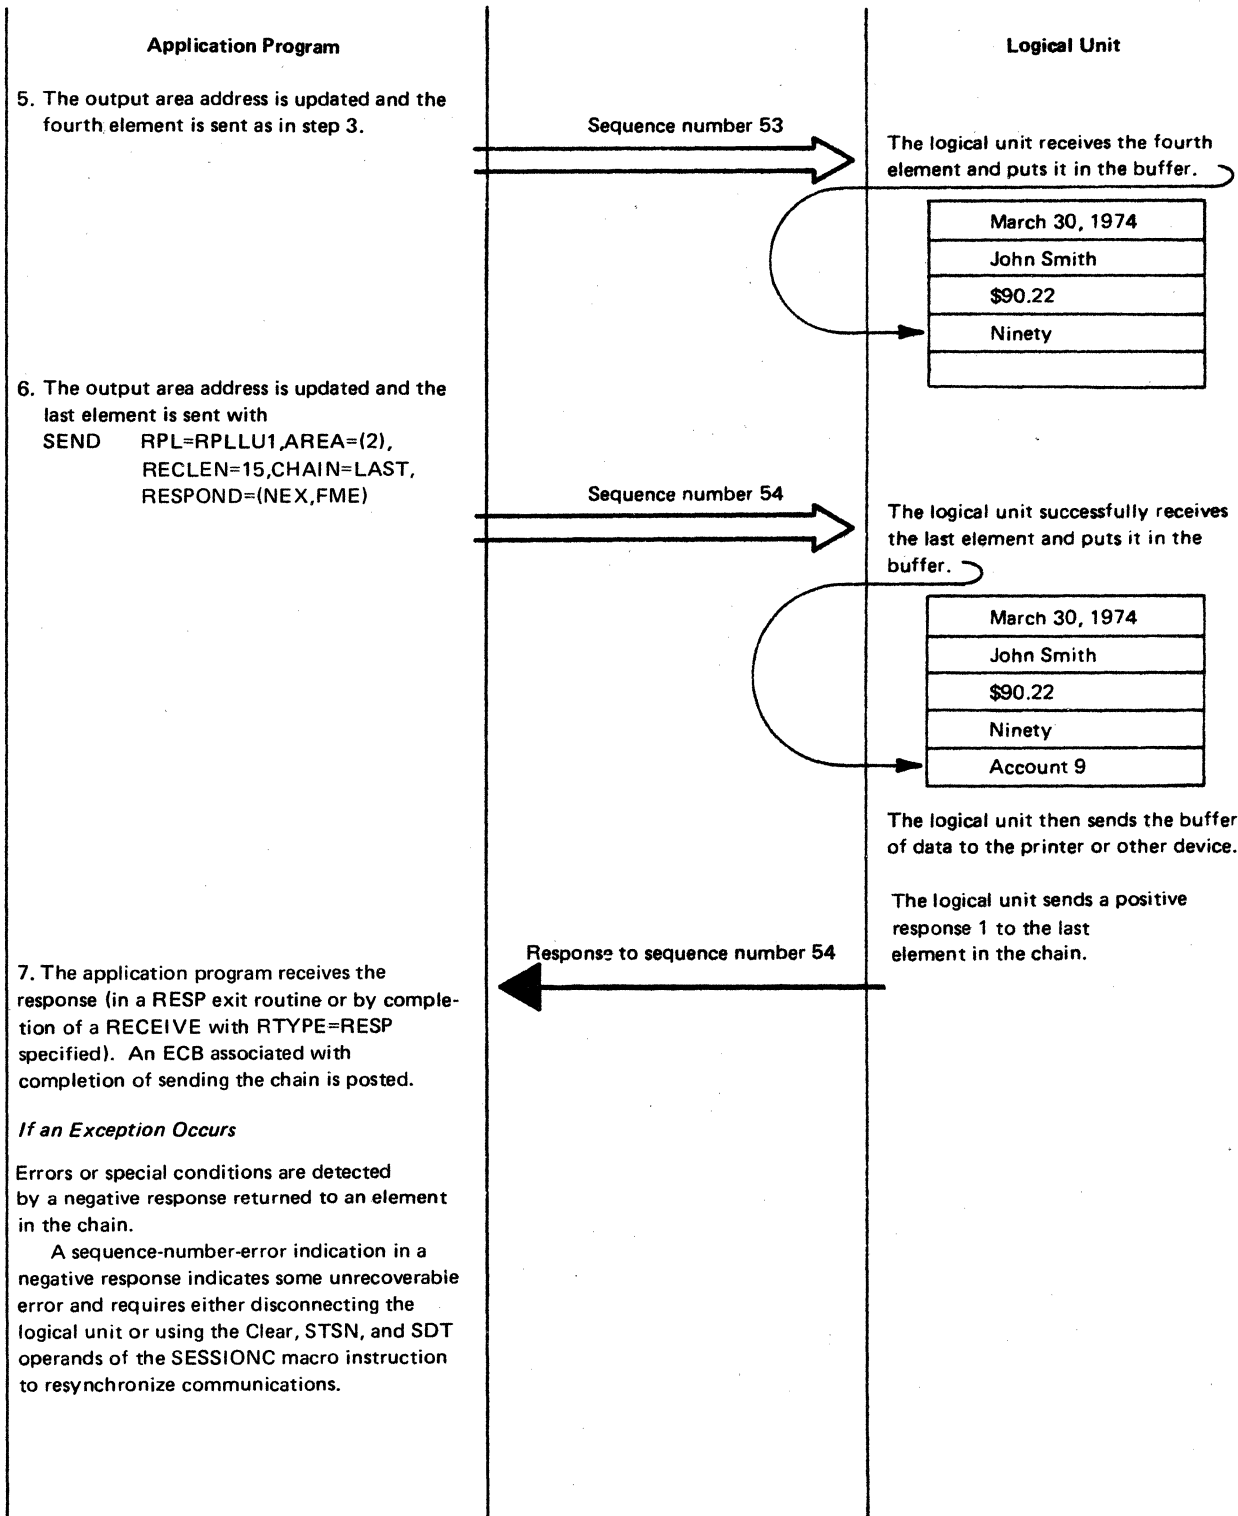 Application Program
Logical Unit
5. The output area address is updated and the
fourth element is sent as in step 3.
Sequence number 53
The logical unit receives the fourth
element and puts it in the buffer.
March 30, 1974
John Smith
$90.22
Ninety
6. The output area address is updated and the
last element is sent with
SEND RPL=RPLLU1,AREA=(2),
RECLEN=15,CHAIN=LAST,
RESPOND=(NEX,FME)
Sequence number 54
The logical unit successfully receives
the last element and puts it in the
buffer.
March 30, 1974
John Smith
$90.22
Ninety
Account 9
The logical unit then sends the buffer
of data to the printer or other device.
The logical unit sends a positive
response 1 to the last
element in the chain.
Response to sequence number 54
7. The application program receives the
response (in a RESP exit routine or by comple-
tion of a RECEIVE with RTYPE=RESP
specified). An ECB associated with
completion of sending the chain is posted.
If an Exception Occurs
Errors or special conditions are detected
by a negative response returned to an element
in the chain.
A sequence-number-error indication in a
negative response indicates some unrecoverable
error and requires either disconnecting the
logical unit or using the Clear, STSN, and SDT
operands of the SESSIONC macro instruction
to resynchronize communications.